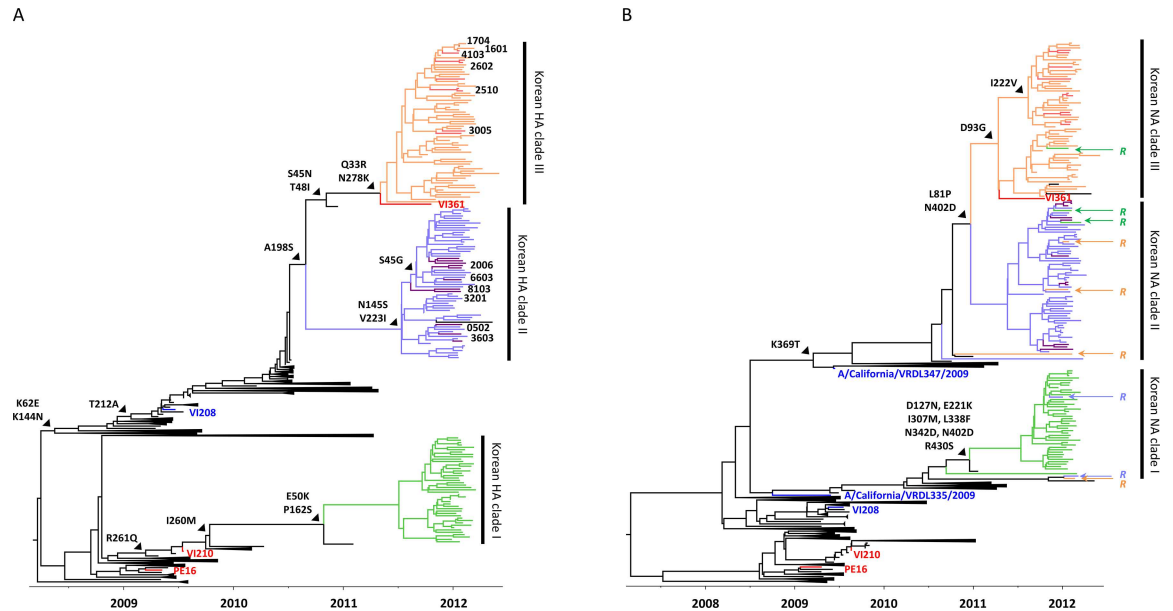 A
1704
1601
4103
2602
2510
3005
Q33R
N278K
S45N
T48I
VI361
Korean HA clade III
A198S
S45G
2006
6603
8103
3201
N145S
V223I
0502
3603
Korean HA clade II
K62E
K144N
T212A
VI208
E50K
P162S
I260M
R261Q
VI210
PE16
Korean HA clade I
2009
2010
2011
2012
B
I222V
D93G
R
L81P
N402D
VI361
Korean NA clade III
R
R
R
R
R
Korean NA clade II
K369T
A/California/VRDL347/2009
D127N, E221K
I307M, L338F
N342D, N402D
R430S
R
R
R
Korean NA clade I
A/California/VRDL335/2009
VI208
VI210
PE16
2008
2009
2010
2011
2012